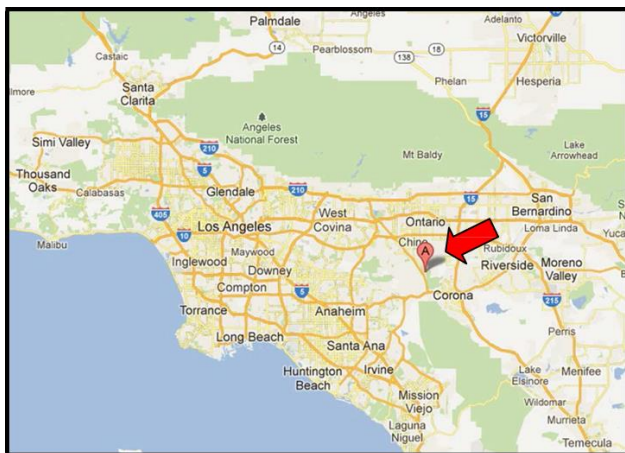 Palmdale
Angeles
Adelanto
Victorville
14
Pearblossom
138
18
Castaic
Phelan
Hesperia
Santa
Clarita
15
Angeles
National Forest
Simi Valley
210
5
Mt Baldy
Lake
Arrowhead
Thousand
Oaks
Calabasas
Glendale
210
15
San
Bernardino
405
West
Covina
Ontario
Loma Linda
Los Angeles
10
Malibu
Maywood
Chino
A
Rubidoux
Inglewood
Downey
Riverside
Moreno
Valley
Compton
5
Corona
215
Torrance
Anaheim
Long Beach
Santa Ana
Perris
Huntington
Beach
Irvine
Lake
Elsinore
Menifee
Mission
Viejo
Wildomar
Laguna
Niguel
Murrieta
Temecula